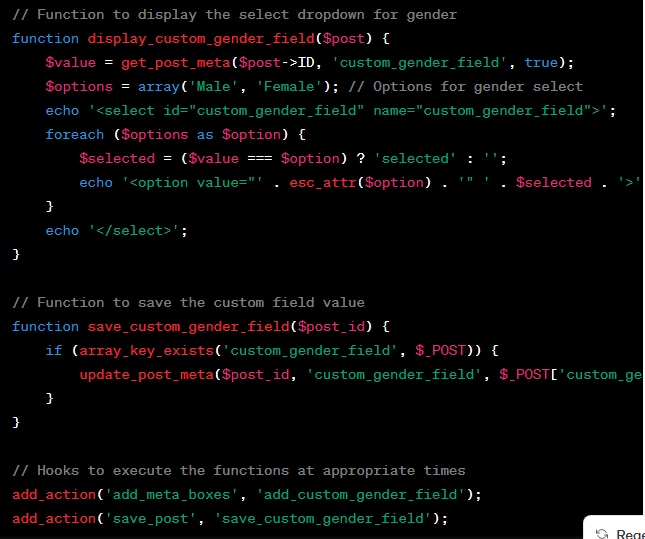 // Function to display the select dropdown for gender
function display_custom_gender_field($post) {
    $value = get_post_meta($post->ID, 'custom_gender_field', true);
    $options = array('Male', 'Female'); // Options for gender select
    echo '<select id="custom_gender_field" name="custom_gender_field">';
    foreach ($options as $option) {
        $selected = ($value === $option) ? 'selected' : '';
        echo '<option value="' . esc_attr($option) . '" ' . $selected . '>'
    }
    echo '</select>';
}
// Function to save the custom field value
function save_custom_gender_field($post_id) {
    if (array_key_exists('custom_gender_field', $_POST)) {
        update_post_meta($post_id, 'custom_gender_field', $_POST['custom_ge
    }
}
// Hooks to execute the functions at appropriate times
add_action('add_meta_boxes', 'add_custom_gender_field');
add_action('save_post', 'save_custom_gender_field');